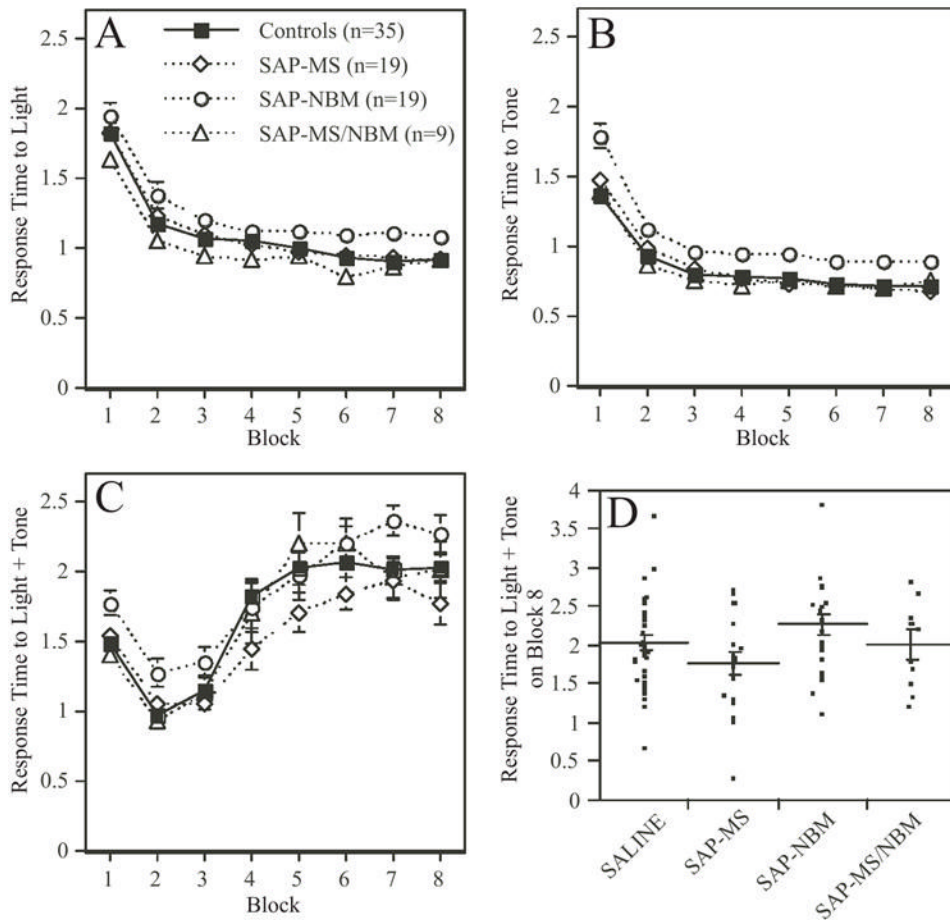 A
Controls (n=35)
SAP-MS (n=19)
SAP-NBM (n=19)
SAP-MS/NBM (n=9)
Response Time to Light
2.5
2
1.5
1
0.5
0
1 2 3 4 5 6 7 8
Block
B
Response Time to Tone
2.5
2
1.5
1
0.5
0
1 2 3 4 5 6 7 8
Block
C
Response Time to Light + Tone
2.5
2
1.5
1
0.5
0
1 2 3 4 5 6 7 8
Block
D
Response Time to Light + Tone
on Block 8
4
3.5
3
2.5
2
1.5
1
0.5
0
SALINE
SAP-MS
SAP-NBM
SAP-MS/NBM